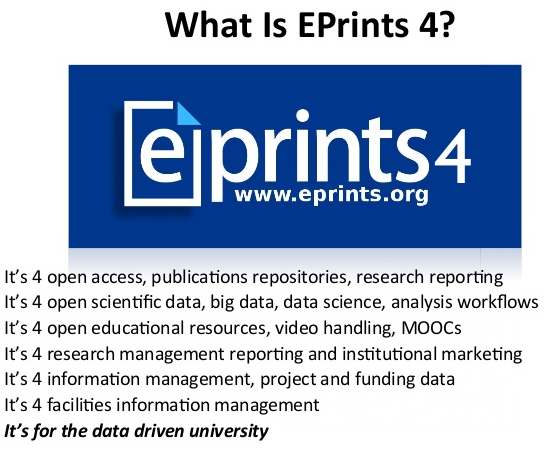 What Is EPrints 4?
eprints4
www.eprints.org
It's 4 open access, publications repositories, research reporting
It's 4 open scientific data, big data, data science, analysis workflows
It's 4 open educational resources, video handling, MOOCs
It's 4 research management reporting and institutional marketing
It's 4 information management, project and funding data
It's 4 facilities information management
It's for the data driven university